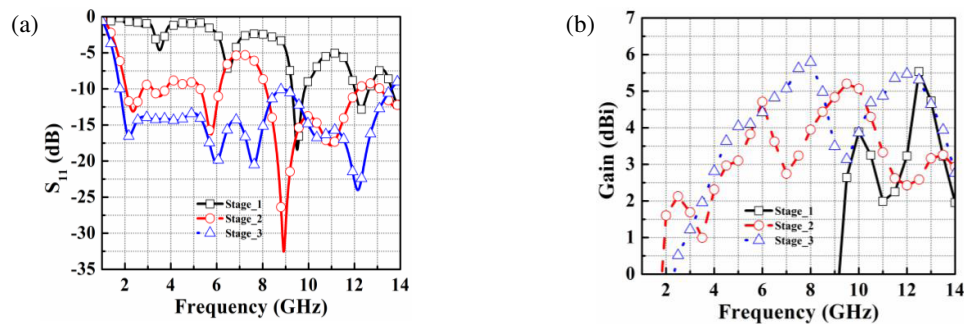 (a)
0
-5
-10
-15
-20
-25
-30
-35
S11 (dB)
Stage_1
Stage_2
Stage_3
2 4 6 8 10 12 14
Frequency (GHz)
(b)
7
6
5
4
3
2
1
0
Gain (dBi)
Stage_1
Stage_2
Stage_3
2 4 6 8 10 12 14
Frequency (GHz)